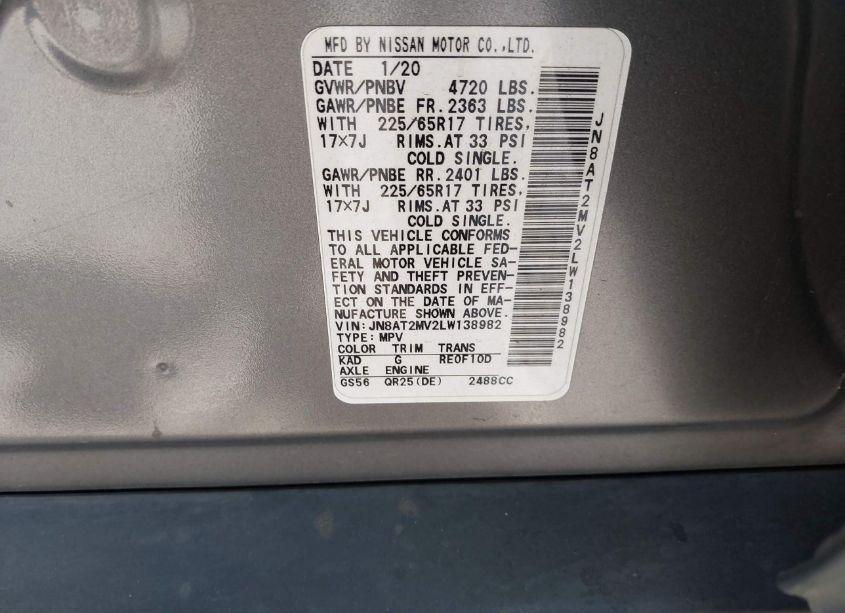 MFD BY NISSAN MOTOR CO.,LTD.
DATE 1/20
GVWR/PNBV 4720 LBS.
GAWR/PNBE FR.2363 LBS.
WITH 225/65R17 TIRES,
17×7J RIMS.AT 33 PSI
COLD SINGLE.
GAWR/PNBE RR.2401 LBS.
WITH 225/65R17 TIRES,
17×7J RIMS.AT 33 PSI
COLD SINGLE.
THIS VEHICLE CONFORMS
TO ALL APPLICABLE FED-
ERAL MOTOR VEHICLE SA-
FETY AND THEFT PREVEN-
TION STANDARDS IN EFF-
ECT ON THE DATE OF MA-
NUFACTURE SHOWN ABOVE.
VIN:JN8AT2MV2LW138982
TYPE:MPV
COLOR TRIM TRANS
KAD G RE0F10D
AXLE ENGINE
GS56 QR25(DE) 2488CC
JN8AT2MV2LW138982